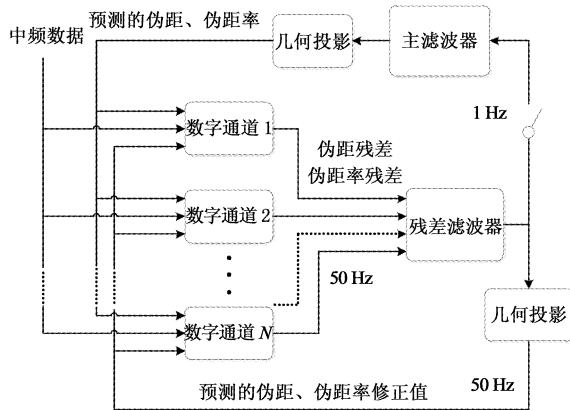 预测的伪距、伪距率
中频数据
几何投影
主滤波器
1 Hz
数字通道 1
伪距残差
伪距率残差
数字通道 2
残差滤波器
50 Hz
数字通道 N
几何投影
预测的伪距、伪距率修正值
50 Hz